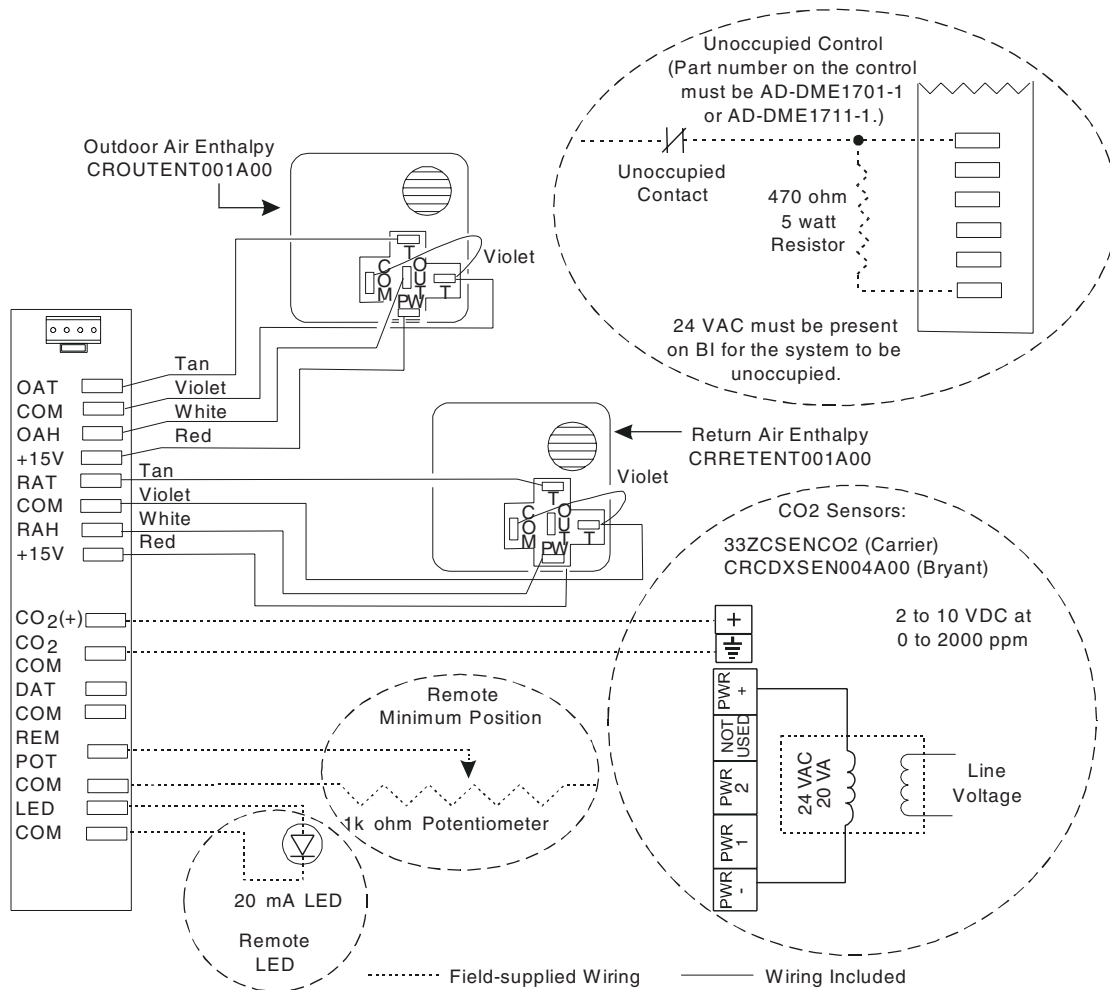 Unoccupied Control
(Part number on the control
must be AD-DME1701-1
or AD-DME1711-1.)
Unoccupied
Contact
470 ohm
5 watt
Resistor
24 VAC must be present
on BI for the system to be
unoccupied.
Outdoor Air Enthalpy
CROUTENT001A00
T
COM
OUT
PW
T
Violet
OAT
COM
OAH
+15V
RAT
COM
RAH
+15V
CO2(+)
CO2
COM
DAT
COM
REM
POT
COM
LED
COM
Tan
Violet
White
Red
Tan
Violet
White
Red
Return Air Enthalpy
CRRETENT001A00
T
COM
OUT
PW
T
Violet
CO2 Sensors:
33ZCSENCO2 (Carrier)
CRCDXSEN004A00 (Bryant)
2 to 10 VDC at
0 to 2000 ppm
+
PWR
+
NOT
USED
PWR
2
PWR
1
PWR
-
24 VAC
20 VA
Line
Voltage
Remote
Minimum Position
1k ohm Potentiometer
20 mA LED
Remote
LED
Field-supplied Wiring
Wiring Included